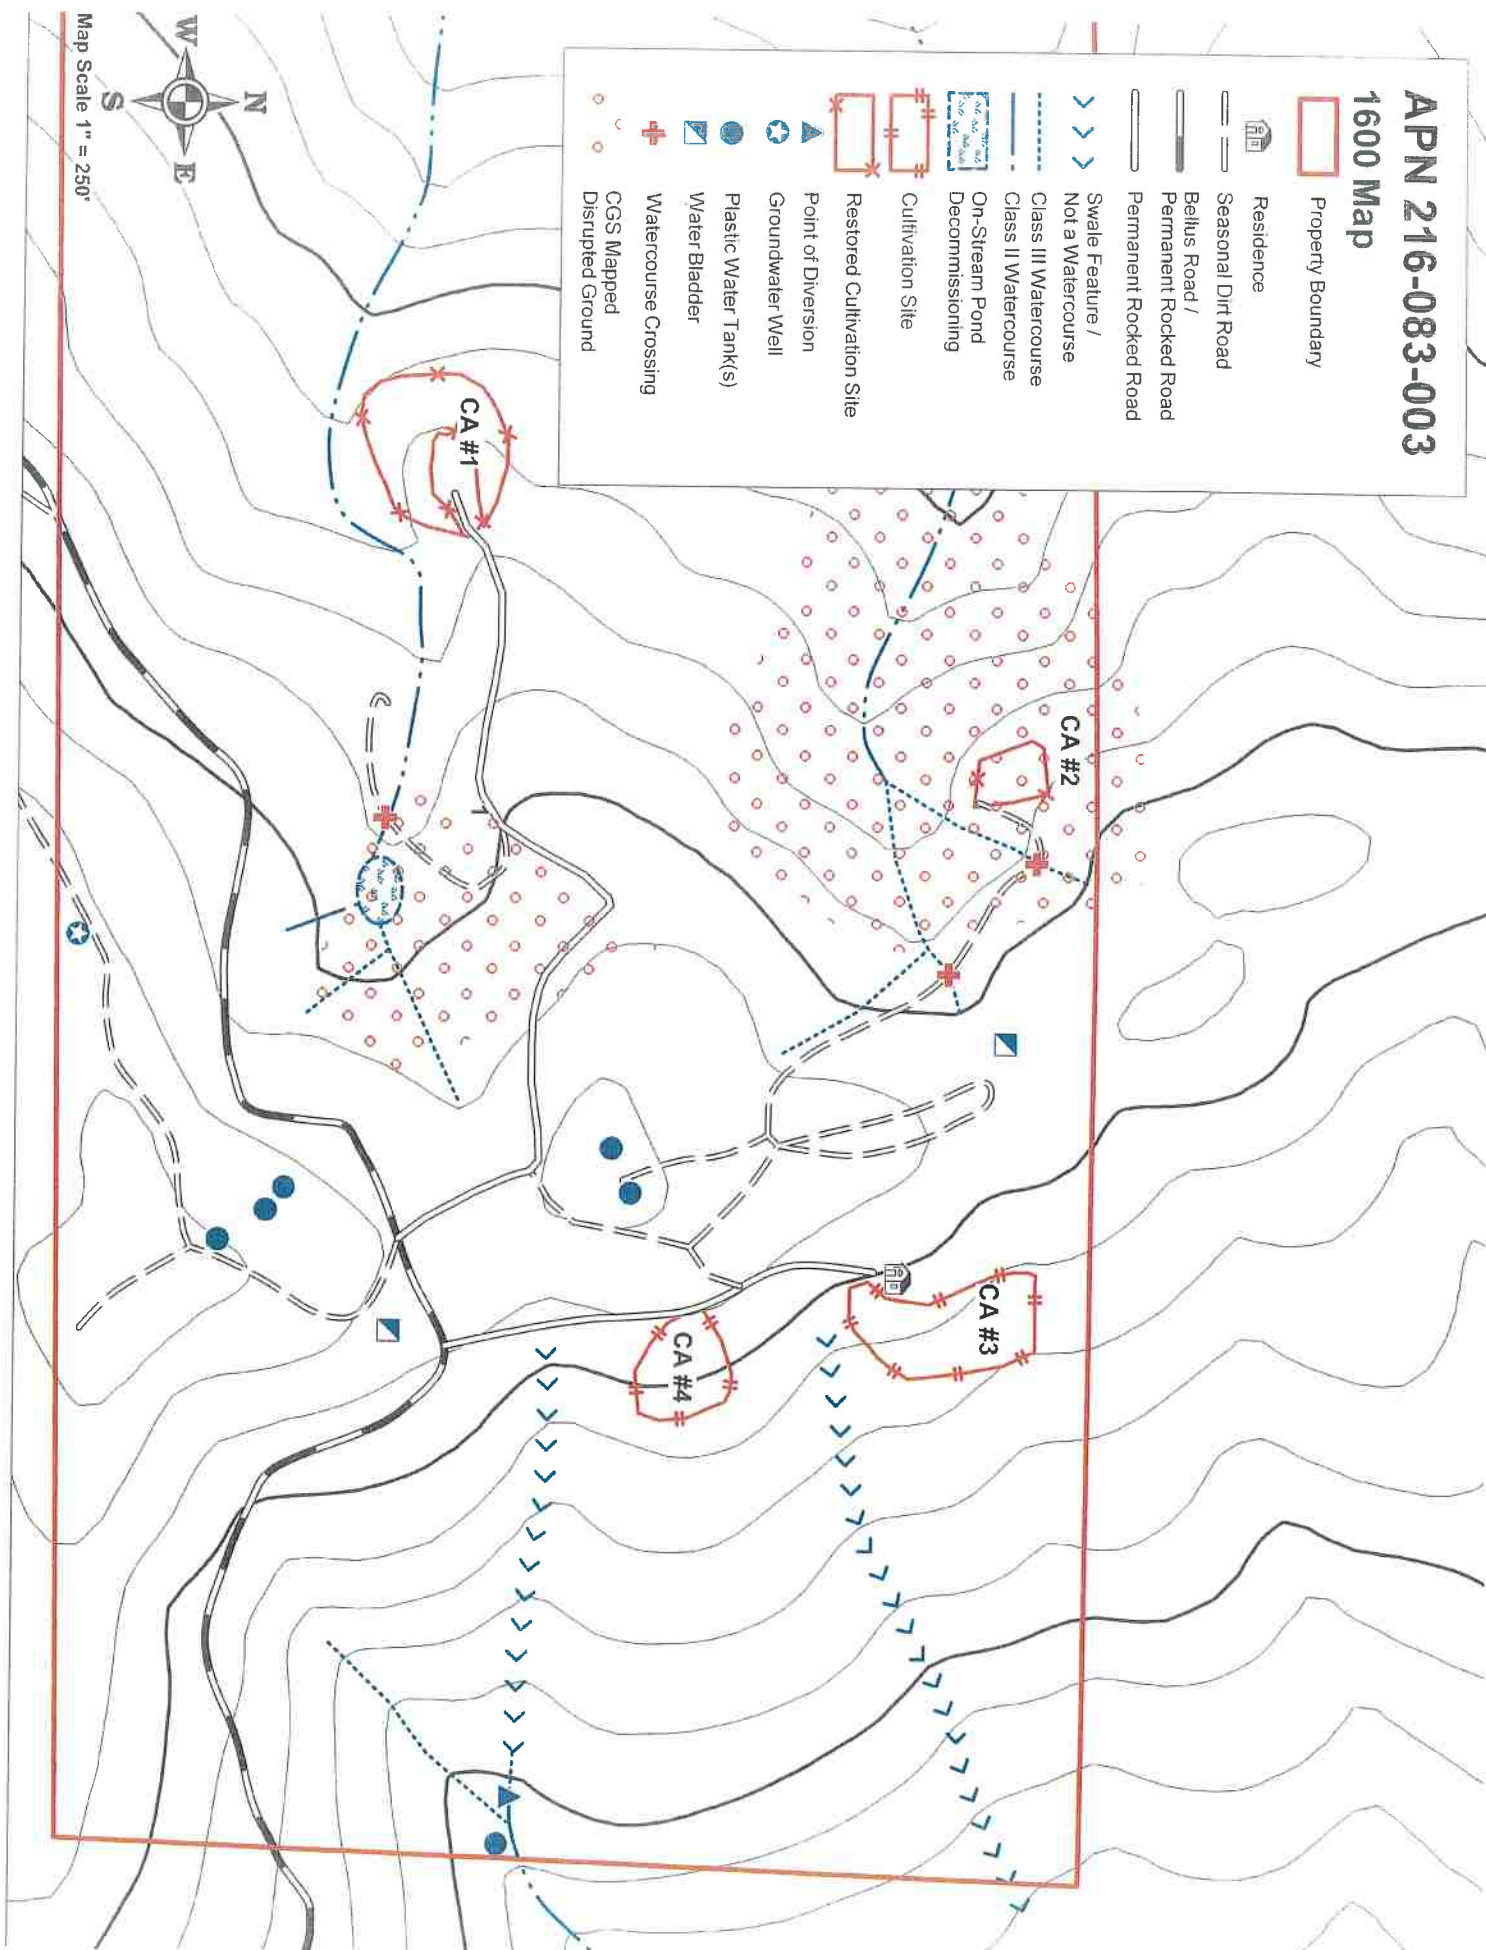 APN 216-083-003
1600 Map
Property Boundary
Residence
Seasonal Dirt Road
Bellus Road /
Permanent Rocked Road
Permanent Rocked Road
Swale Feature /
Not a Watercourse
Class III Watercourse
Class II Watercourse
On-Stream Pond
Decommissioning
Cultivation Site
Restored Cultivation Site
Point of Diversion
Groundwater Well
Plastic Water Tank(s)
Water Bladder
Watercourse Crossing
CGS Mapped
Disrupted Ground
CA #1
CA #2
CA #3
CA #4
N
W
E
S
Map Scale 1" = 250'